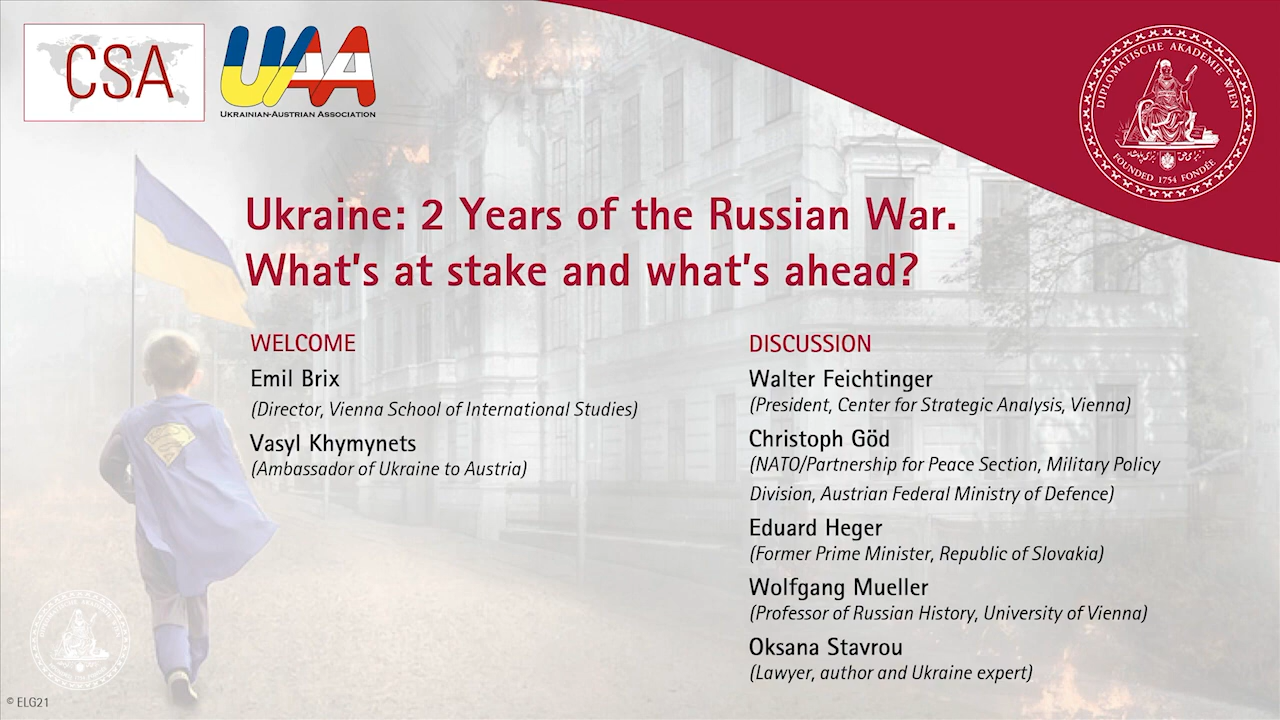 CSA
UAA
UKRAINIAN-AUSTRIAN ASSOCIATION
DIPLOMATISCHE AKADEMIE WIEN
FOUNDED 1754 FONDÉE
Ukraine: 2 Years of the Russian War.
What's at stake and what's ahead?
WELCOME
Emil Brix
(Director, Vienna School of International Studies)
Vasyl Khymynets
(Ambassador of Ukraine to Austria)
DISCUSSION
Walter Feichtinger
(President, Center for Strategic Analysis, Vienna)
Christoph Göd
(NATO/Partnership for Peace Section, Military Policy
Division, Austrian Federal Ministry of Defence)
Eduard Heger
(Former Prime Minister, Republic of Slovakia)
Wolfgang Mueller
(Professor of Russian History, University of Vienna)
Oksana Stavrou
(Lawyer, author and Ukraine expert)
© ELG21